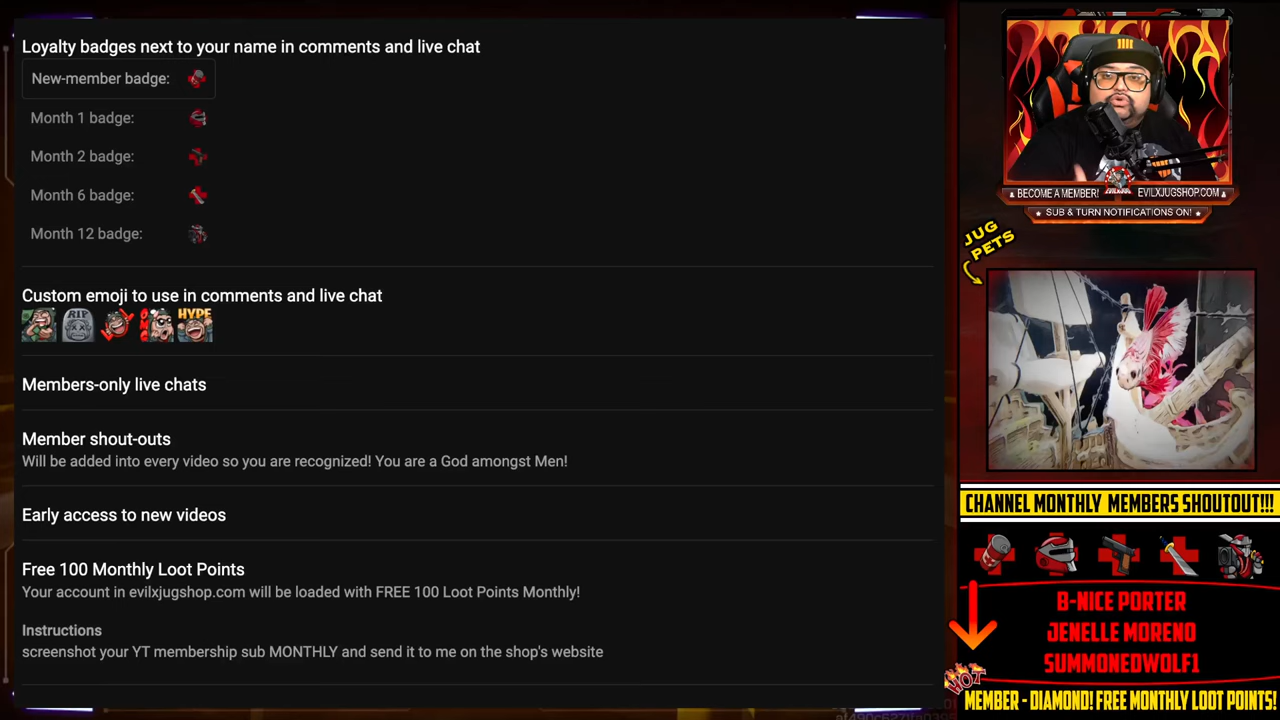 Loyalty badges next to your name in comments and live chat
New-member badge:
Month 1 badge:
Month 2 badge:
Month 6 badge:
Month 12 badge:
Custom emoji to use in comments and live chat
RIP
LOL
OMG
HYPE
Members-only live chats
Member shout-outs
Will be added into every video so you are recognized! You are a God amongst Men!
Early access to new videos
Free 100 Monthly Loot Points
Your account in evilxjugshop.com will be loaded with FREE 100 Loot Points Monthly!
Instructions
screenshot your YT membership sub MONTHLY and send it to me on the shop's website
BECOME A MEMBER!
EVILXJUG
EVILXJUGSHOP.COM
SUB & TURN NOTIFICATIONS ON!
JUG
PETS
CHANNEL MONTHLY MEMBERS SHOUTOUT!!!
B-NICE PORTER
JENELLE MORENO
SUMMONEDWOLF1
HOT
MEMBER - DIAMOND! FREE MONTHLY LOOT POINTS!